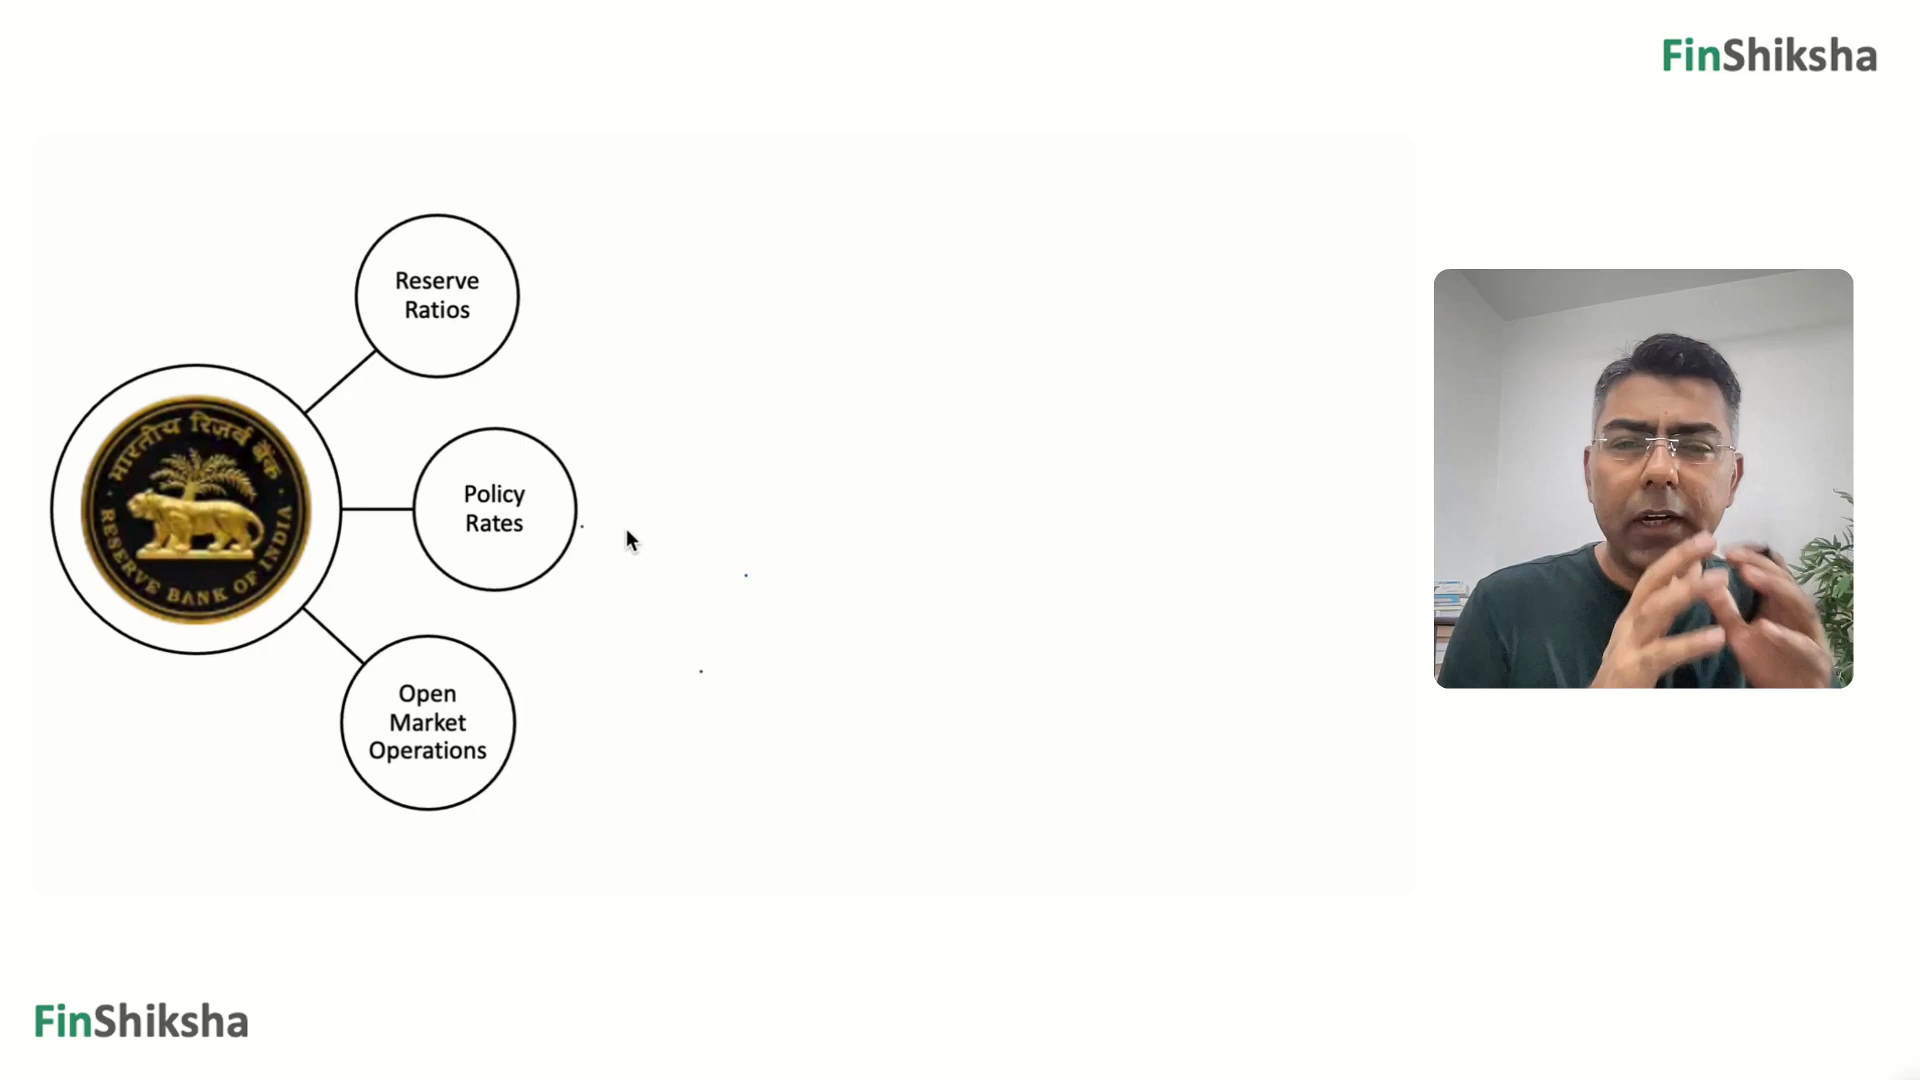 FinShiksha
Reserve
Ratios
भारतीय रिज़र्व बैंक
RESERVE BANK OF INDIA
Policy
Rates
Open
Market
Operations
FinShiksha